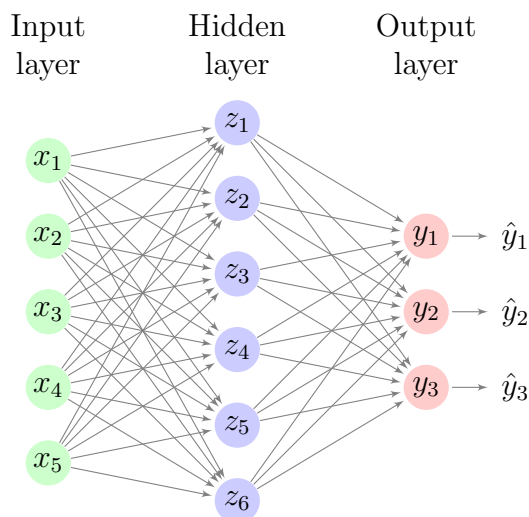 Input layer
Hidden layer
Output layer
x₁
x₂
x₃
x₄
x₅
z₁
z₂
z₃
z₄
z₅
z₆
y₁
y₂
y₃
ŷ₁
ŷ₂
ŷ₃